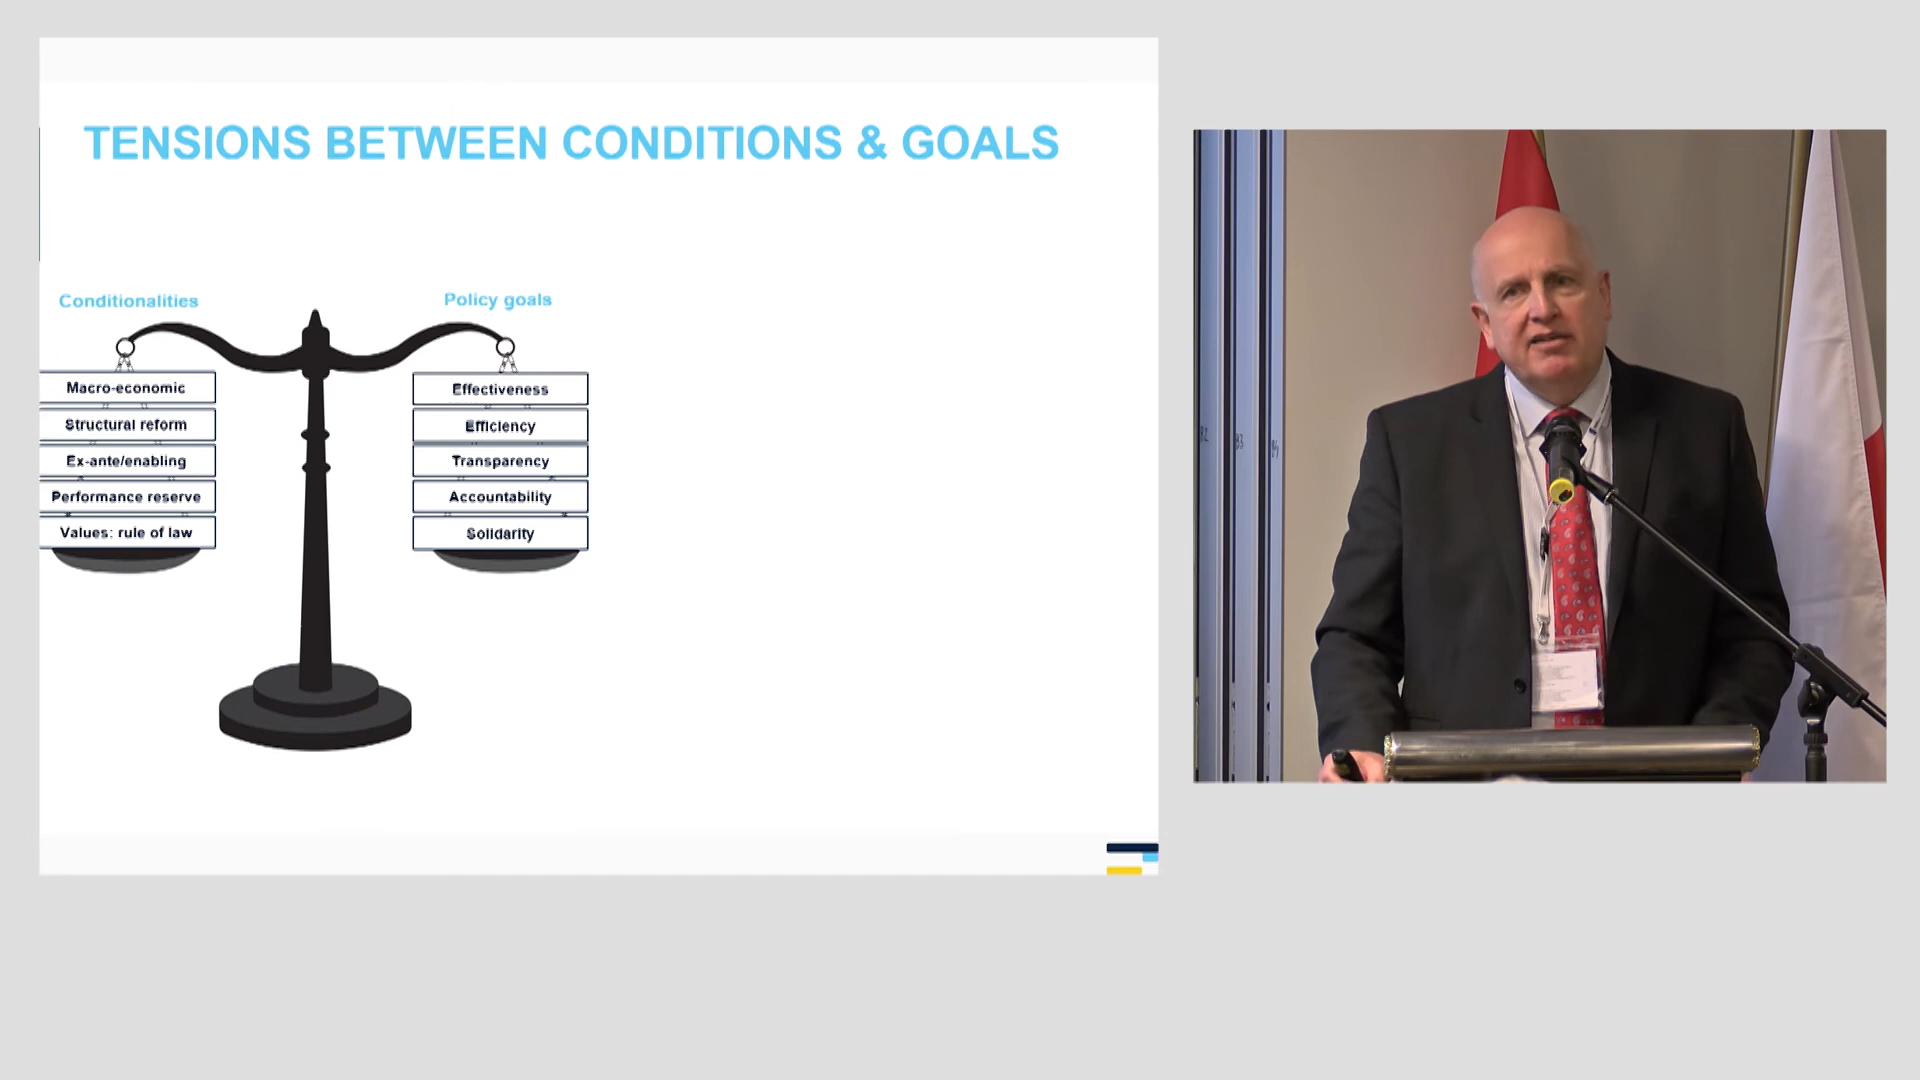 TENSIONS BETWEEN CONDITIONS & GOALS
Conditionalities
Macro-economic
Structural reform
Ex-ante/enabling
Performance reserve
Values: rule of law
Policy goals
Effectiveness
Efficiency
Transparency
Accountability
Solidarity